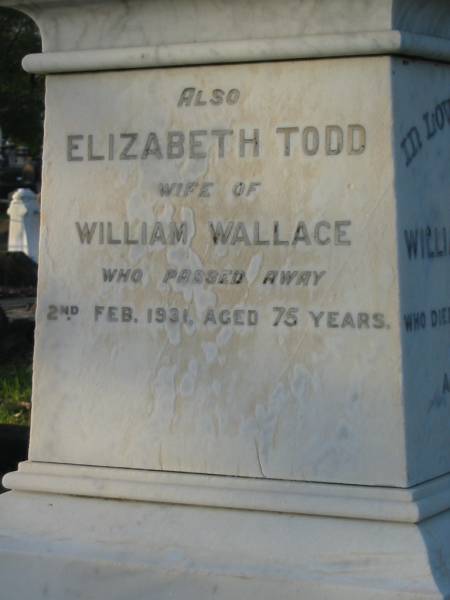 ALSO
ELIZABETH TODD
WIFE OF
WILLIAM WALLACE
WHO PASSED AWAY
2ND FEB. 1931, AGED 75 YEARS.
IN LOV
WILLI
WHO DIED
A